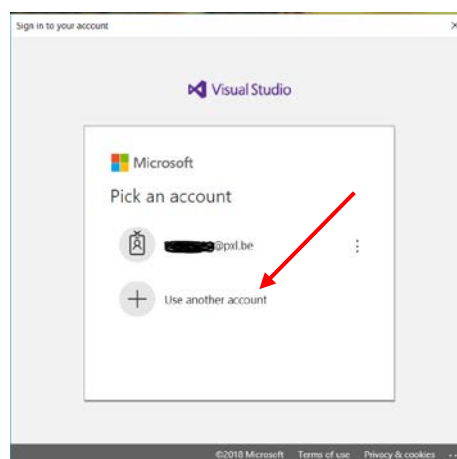 Sign in to your account
Visual Studio
Microsoft
Pick an account
@pxl.be
Use another account
©2018 Microsoft Terms of use Privacy & cookies ...